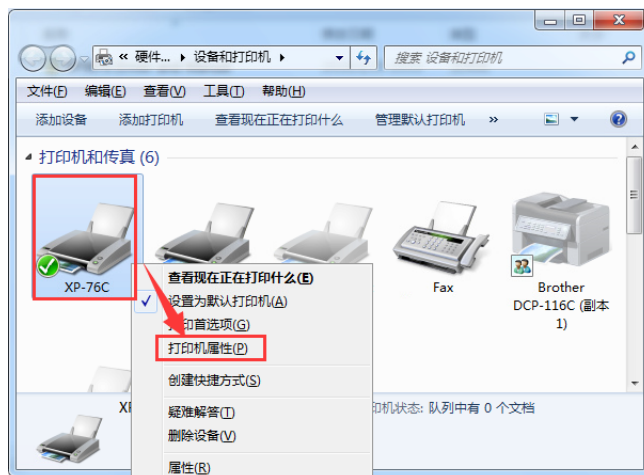 « 硬件... ▸ 设备和打印机 ▸
搜索 设备和打印机
文件(F) 编辑(E) 查看(V) 工具(T) 帮助(H)
添加设备 添加打印机 查看现在正在打印什么 管理默认打印机 »
打印机和传真 (6)
XP-76C
Fax
Brother
DCP-116C (副本
1)
查看现在正在打印什么(E)
设置为默认打印机(A)
印首选项(G)
打印机属性(P)
创建快捷方式(S)
疑难解答(T)
删除设备(V)
属性(R)
XP
印机状态: 队列中有 0 个文档